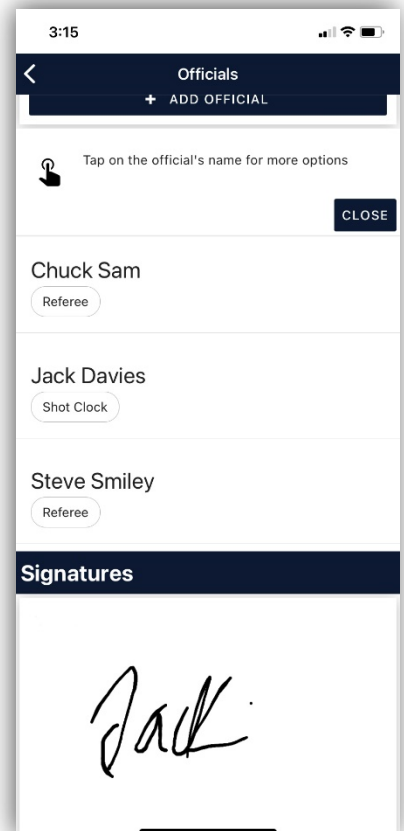 3:15
Officials
+ ADD OFFICIAL
Tap on the official's name for more options
CLOSE
Chuck Sam
Referee
Jack Davies
Shot Clock
Steve Smiley
Referee
Signatures
Jack